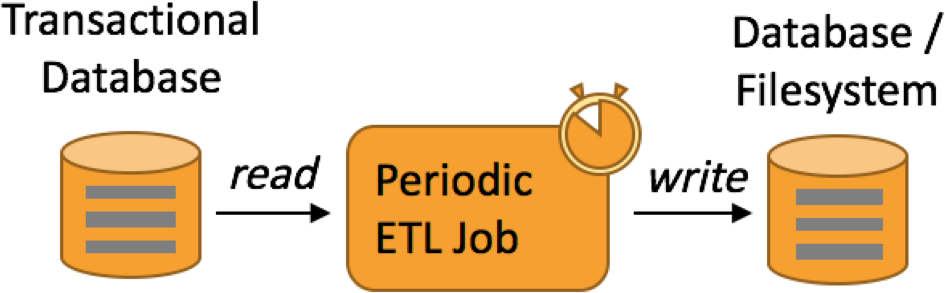 Transactional
Database
read
Periodic
ETL Job
write
Database /
Filesystem